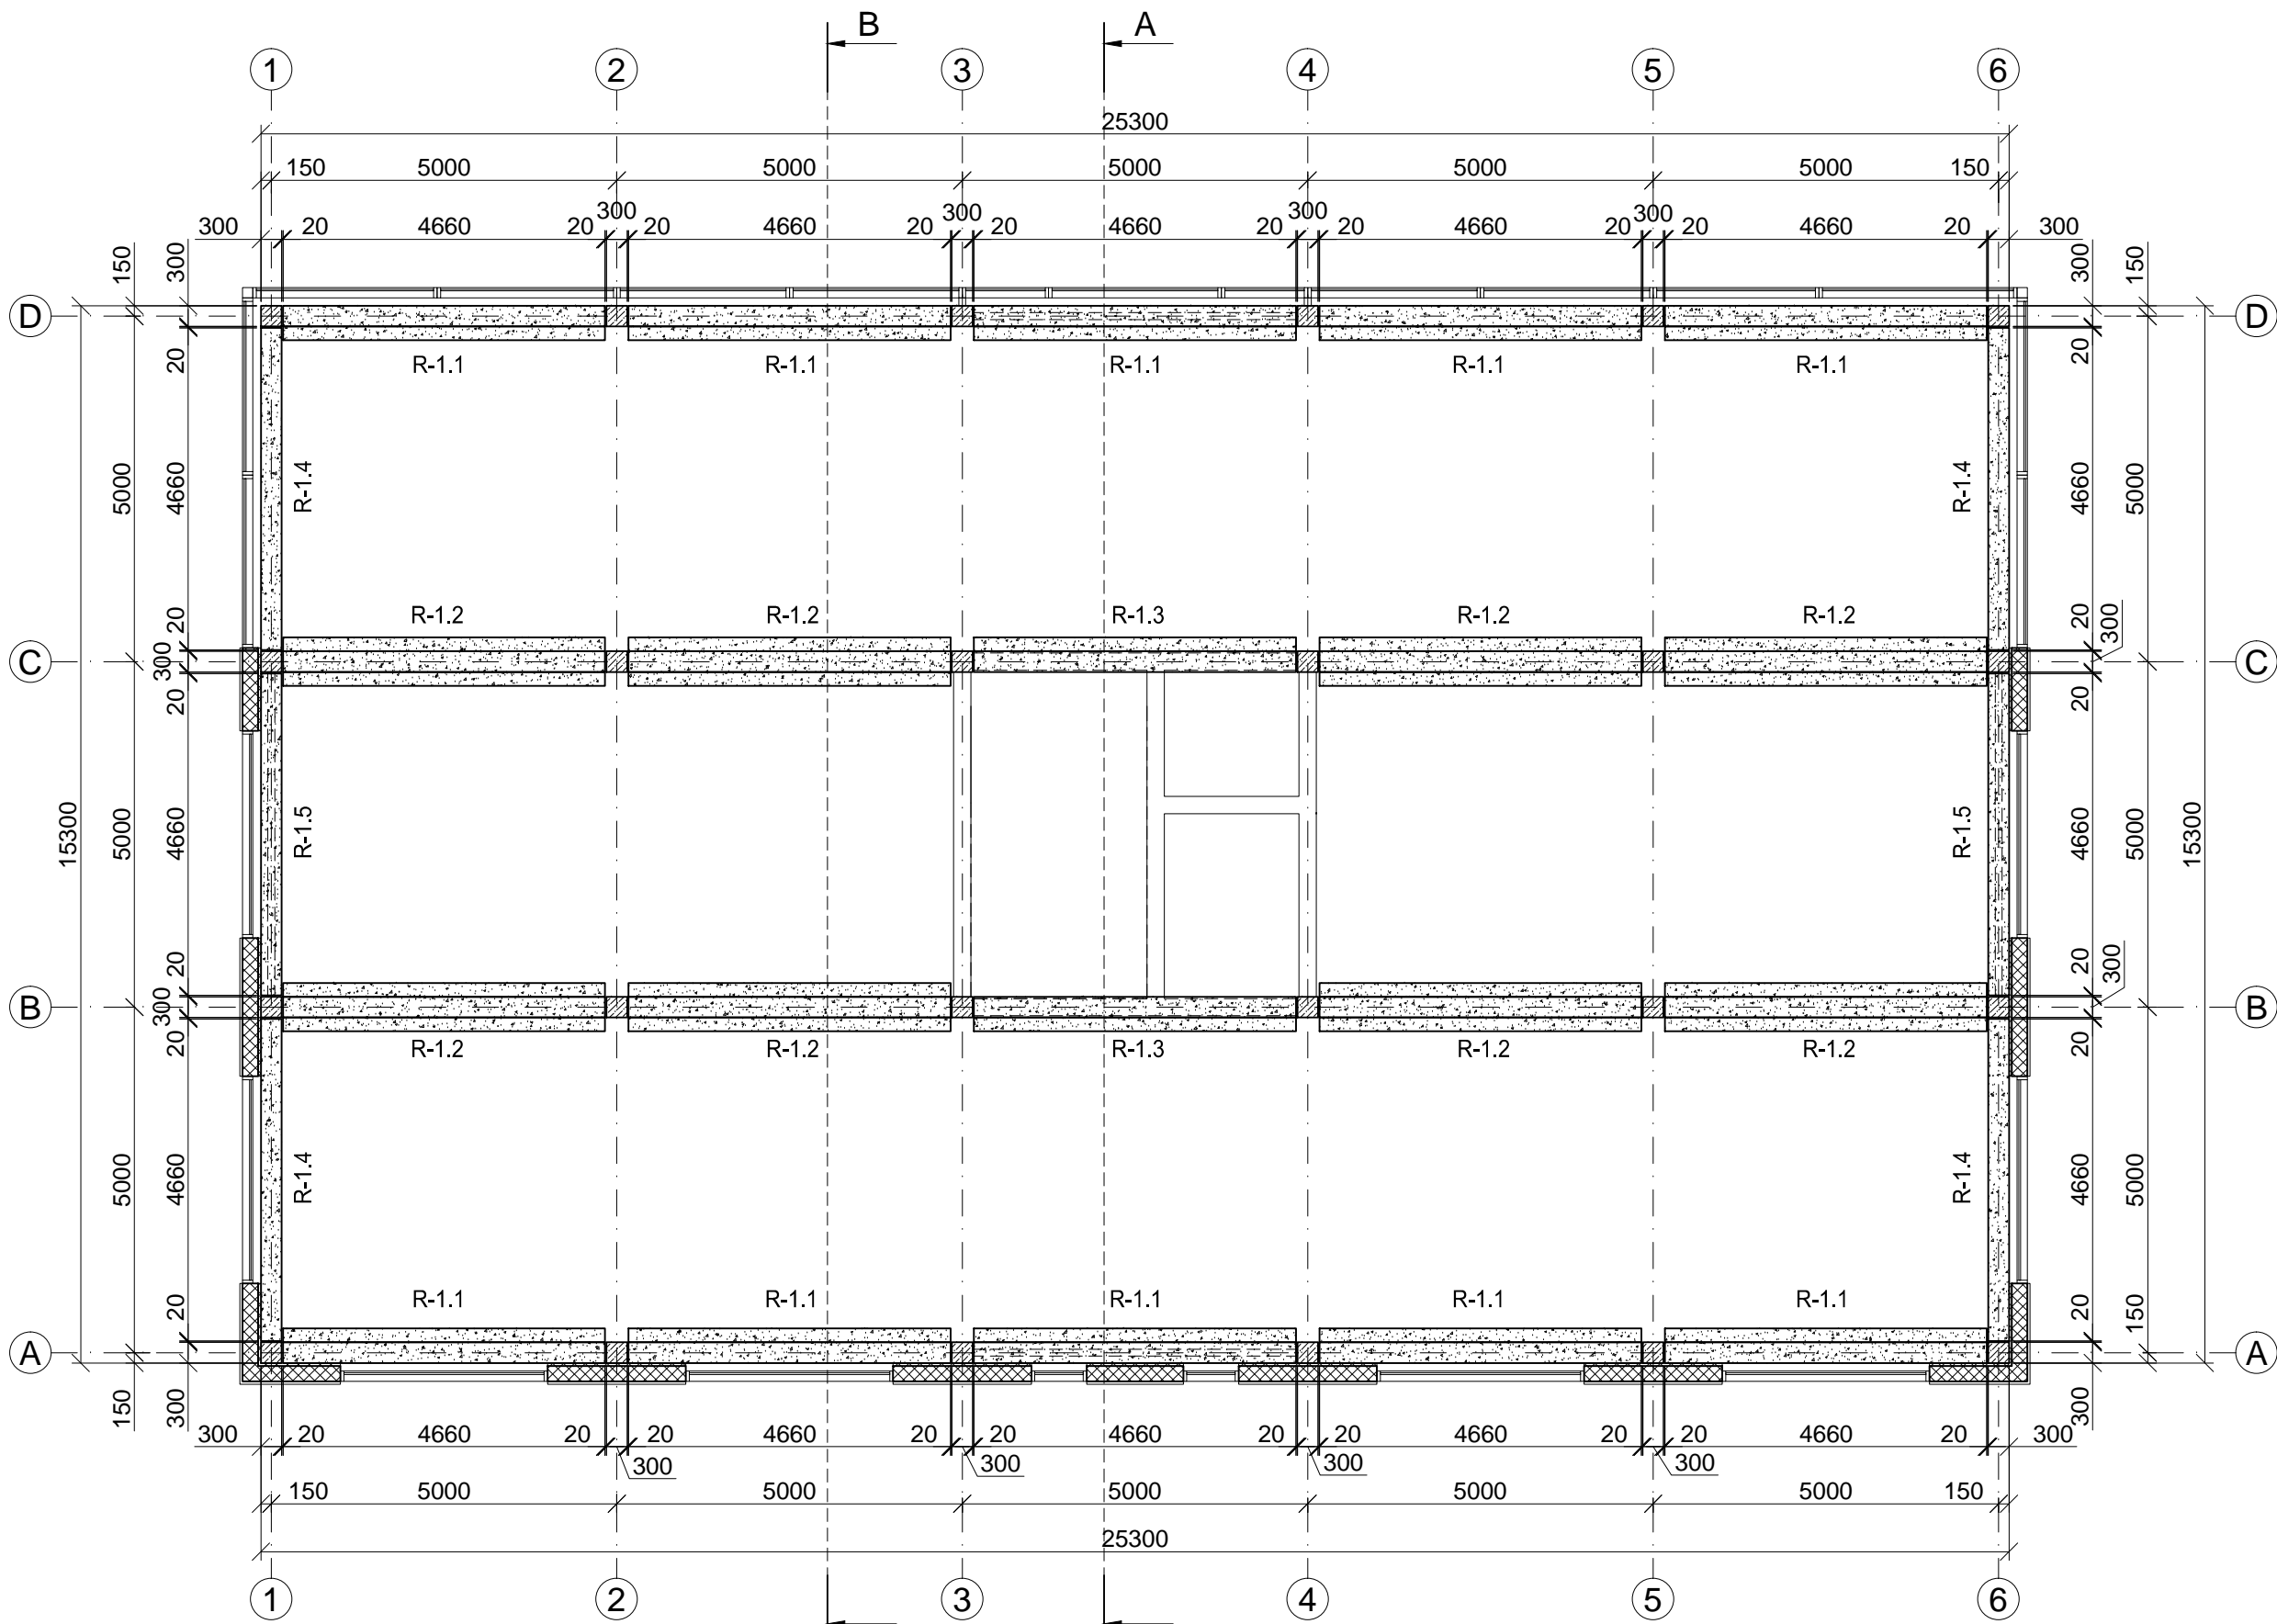 B A
1 2 3 4 5 6
25300
150 5000 5000 5000 5000 5000 150
300 300 300 300
300 20 4660 20 20 4660 20 20 4660 20 20 4660 20 20 4660 20 300
150 300 300 150
D D
20 20
R-1.1 R-1.1 R-1.1 R-1.1 R-1.1
5000 4660 R-1.4 R-1.4 4660 5000
20 R-1.2 R-1.2 R-1.3 R-1.2 R-1.2 20 300
C 300 C
20 20
15300 5000 4660 R-1.5 R-1.5 4660 5000 15300
20 20 300
B 300 B
20 R-1.2 R-1.2 R-1.3 R-1.2 R-1.2 20
5000 4660 R-1.4 R-1.4 4660 5000
20 R-1.1 R-1.1 R-1.1 R-1.1 R-1.1 20 150
A A
150 300 300
300 20 4660 20 20 4660 20 20 4660 20 20 4660 20 20 4660 20 300
300 300 300 300
150 5000 5000 5000 5000 5000 150
25300
1 2 3 4 5 6